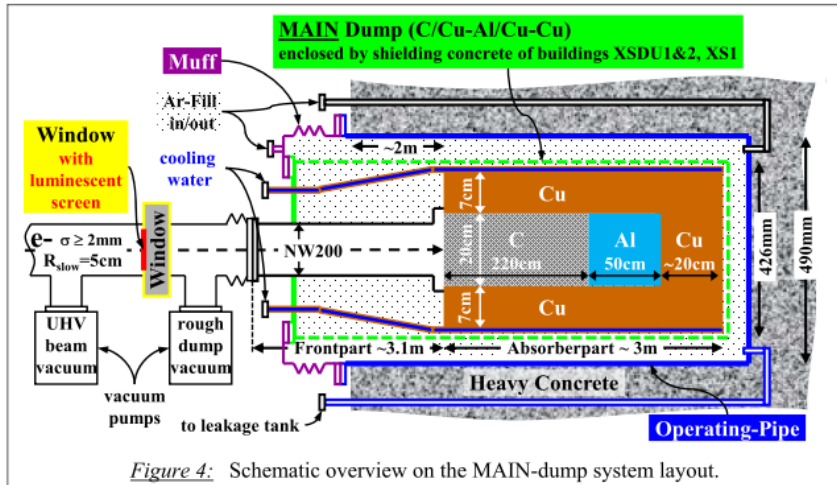 MAIN Dump (C/Cu-Al/Cu-Cu)
enclosed by shielding concrete of buildings XSDU1&2, XS1
Muff
Ar-Fill
in/out
Window
with
luminescent
screen
cooling
water
~2m
Cu
7cm
e- σ ≥ 2mm
R_slow=5cm
Window
NW200
20cm
C
220cm
Al
50cm
Cu
~20cm
426mm
490mm
7cm
Cu
UHV
beam
vacuum
rough
dump
vacuum
Frontpart ~3.1m
Absorberpart ~ 3m
vacuum
pumps
Heavy Concrete
to leakage tank
Operating-Pipe
Figure 4: Schematic overview on the MAIN-dump system layout.